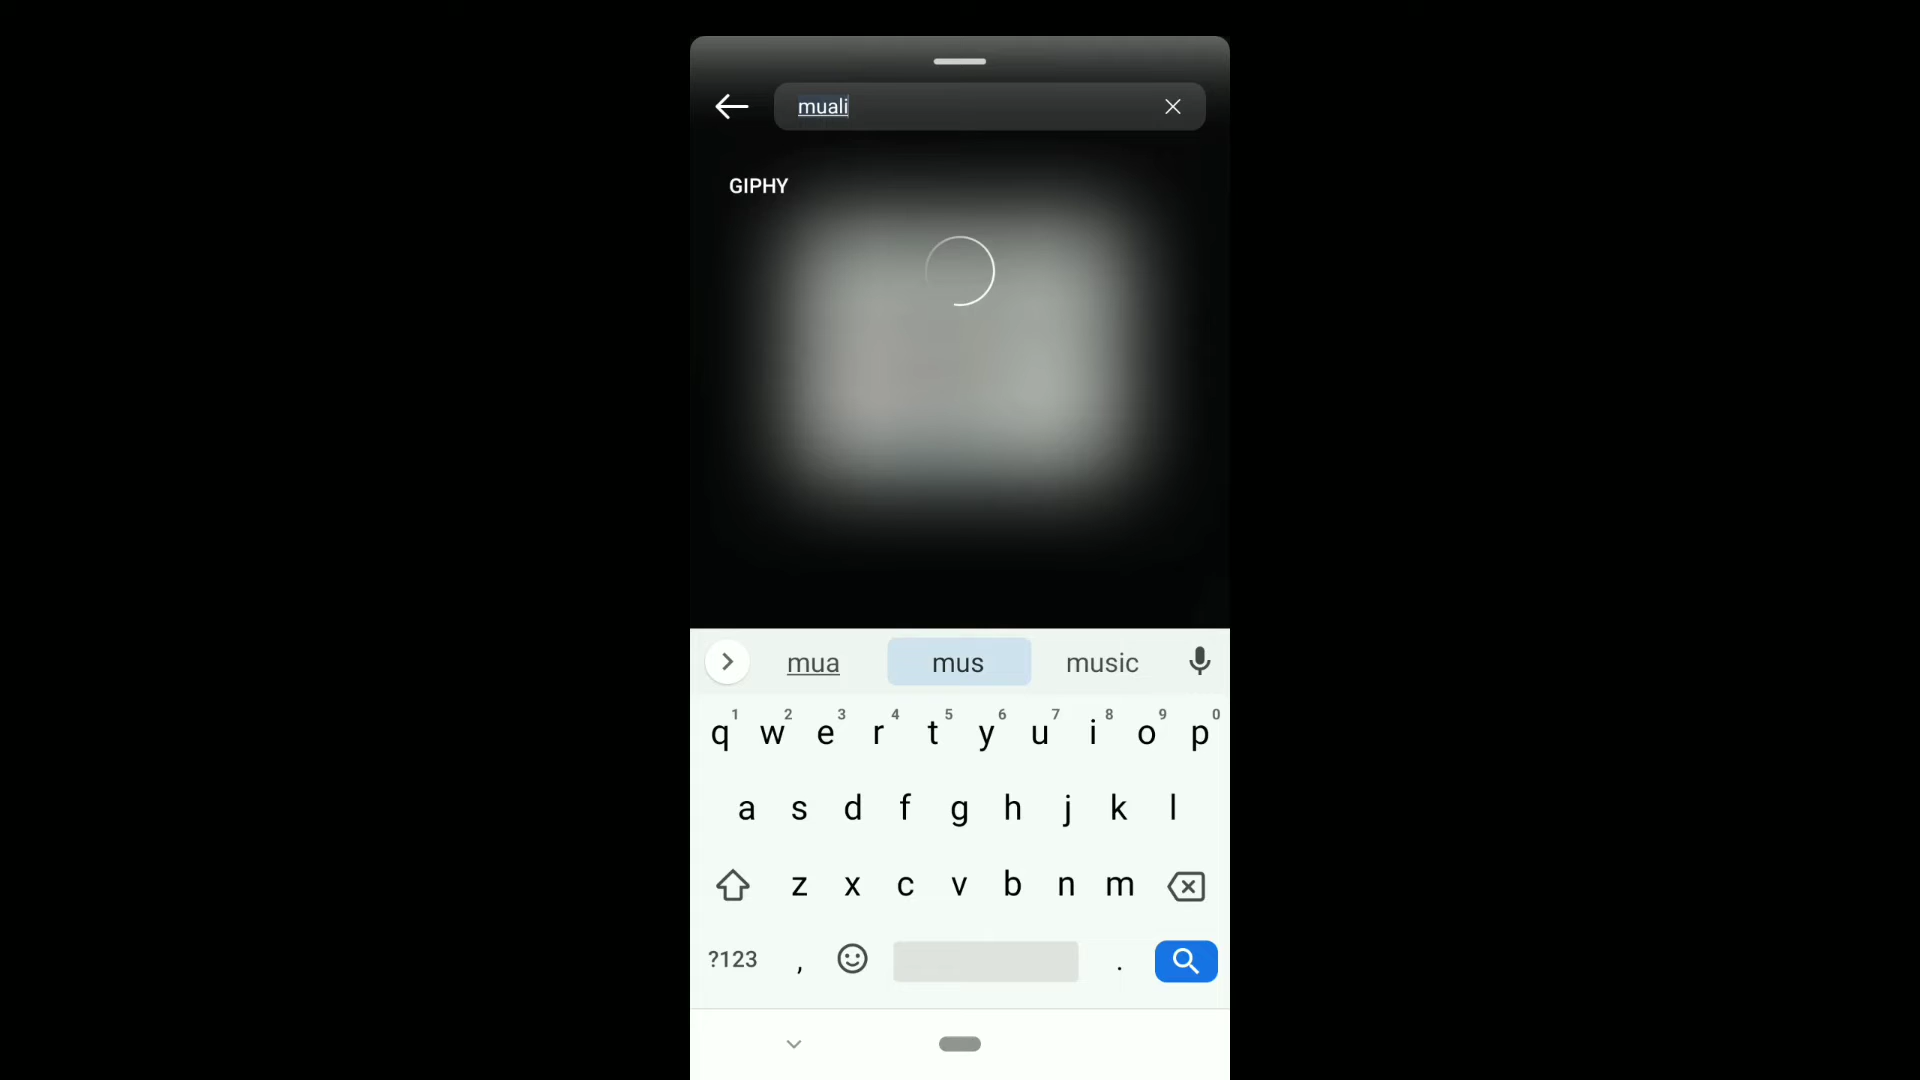 muali
GIPHY
mua mus music
1 2 3 4 5 6 7 8 9 0
q w e r t y u i o p
a s d f g h j k l
z x c v b n m
?123 , .